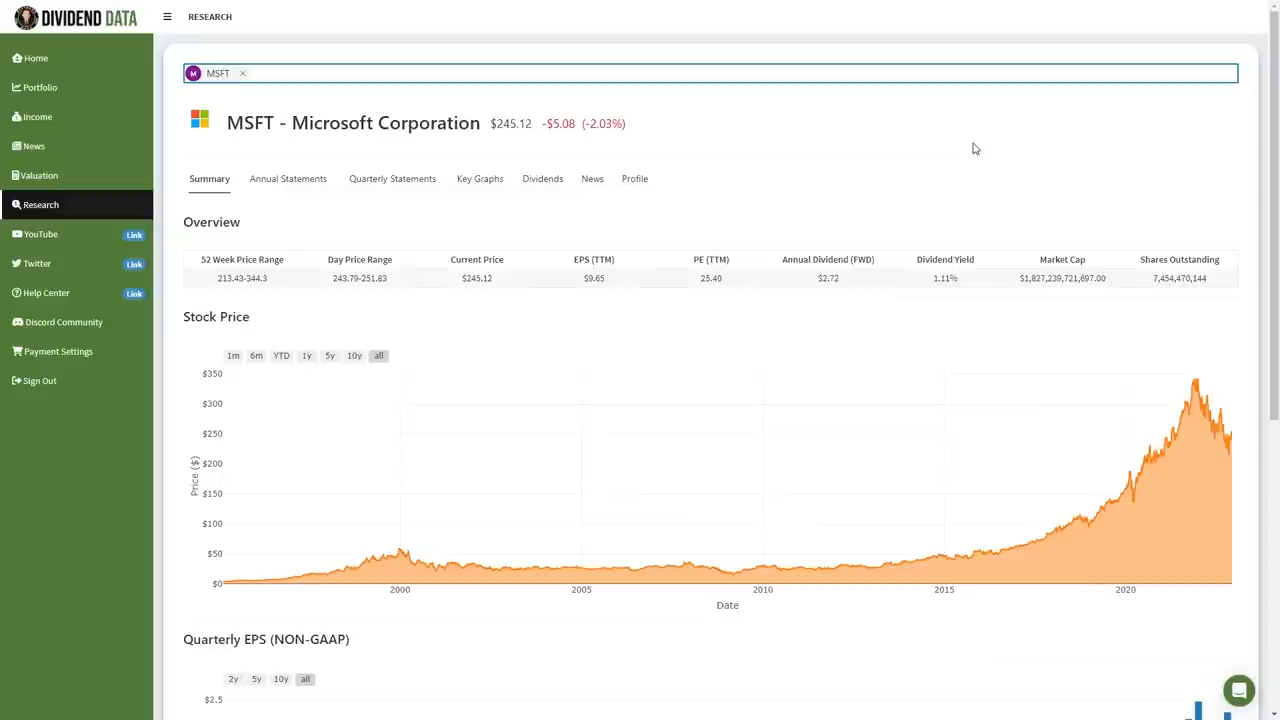 DIVIDEND DATA
RESEARCH
Home
Portfolio
Income
News
Valuation
Research
YouTube Link
Twitter Link
Help Center Link
Discord Community
Payment Settings
Sign Out
M MSFT ×
MSFT - Microsoft Corporation $245.12 -$5.08 (-2.03%)
Summary Annual Statements Quarterly Statements Key Graphs Dividends News Profile
Overview
52 Week Price Range Day Price Range Current Price EPS (TTM) PE (TTM) Annual Dividend (FWD) Dividend Yield Market Cap Shares Outstanding
213.43-344.3 243.79-251.83 $245.12 $9.65 25.40 $2.72 1.11% $1,827,239,721,697.00 7,454,470,144
Stock Price
1m 6m YTD 1y 5y 10y all
$350
$300
$250
$200
$150
$100
$50
$0
Price ($)
2000 2005 2010 2015 2020
Date
Quarterly EPS (NON-GAAP)
2y 5y 10y all
$2.5